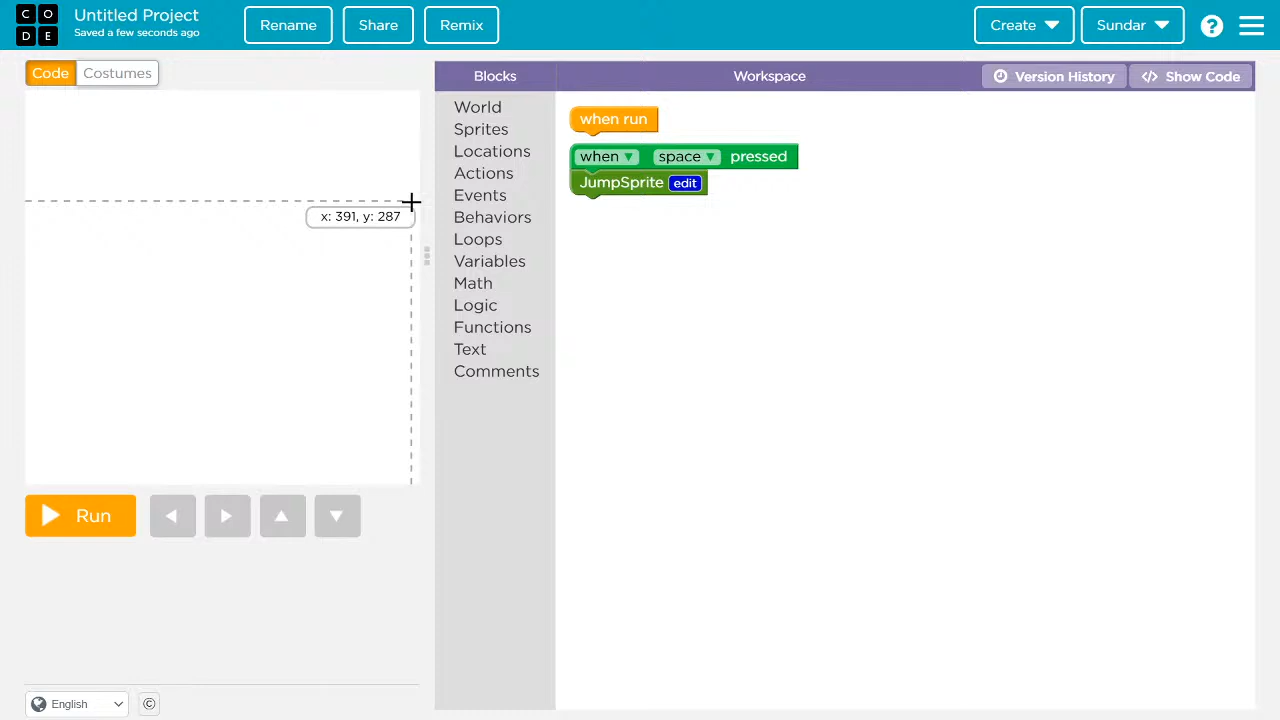 C O
D E
Untitled Project
Saved a few seconds ago
Rename
Share
Remix
Create
Sundar
?
Code
Costumes
Blocks
Workspace
Version History
</> Show Code
World
Sprites
Locations
Actions
Events
Behaviors
Loops
Variables
Math
Logic
Functions
Text
Comments
when run
when space pressed
JumpSprite edit
x: 391, y: 287
Run
English
©